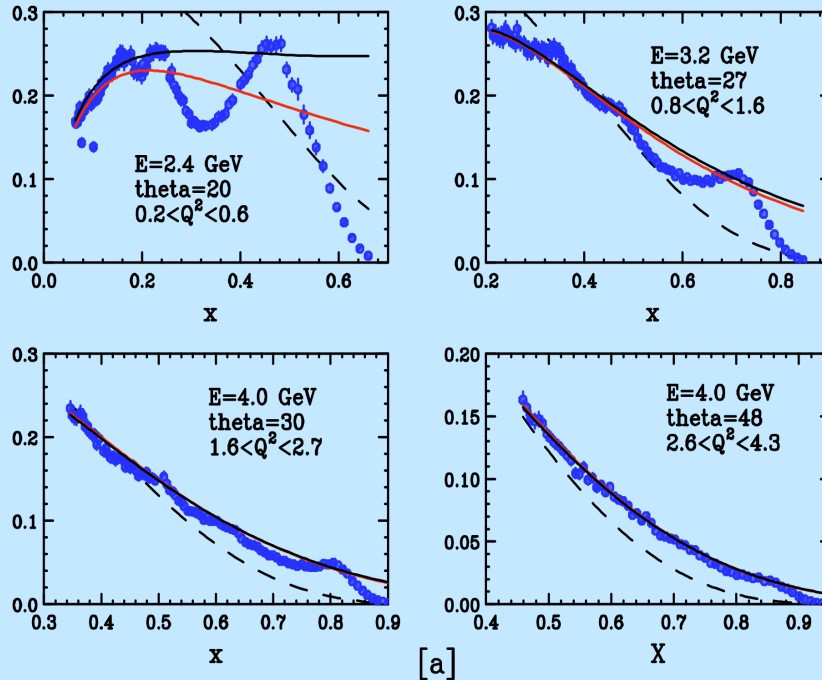 0.3
0.2
0.1
0.0
0.0 0.2 0.4 0.6
x
E=2.4 GeV
theta=20
0.2<Q²<0.6
0.3
0.2
0.1
0.0
0.2 0.4 0.6 0.8
x
E=3.2 GeV
theta=27
0.8<Q²<1.6
0.3
0.2
0.1
0.0
0.3 0.4 0.5 0.6 0.7 0.8 0.9
x
E=4.0 GeV
theta=30
1.6<Q²<2.7
0.20
0.15
0.10
0.05
0.00
0.4 0.5 0.6 0.7 0.8 0.9
X
E=4.0 GeV
theta=48
2.6<Q²<4.3
[a]